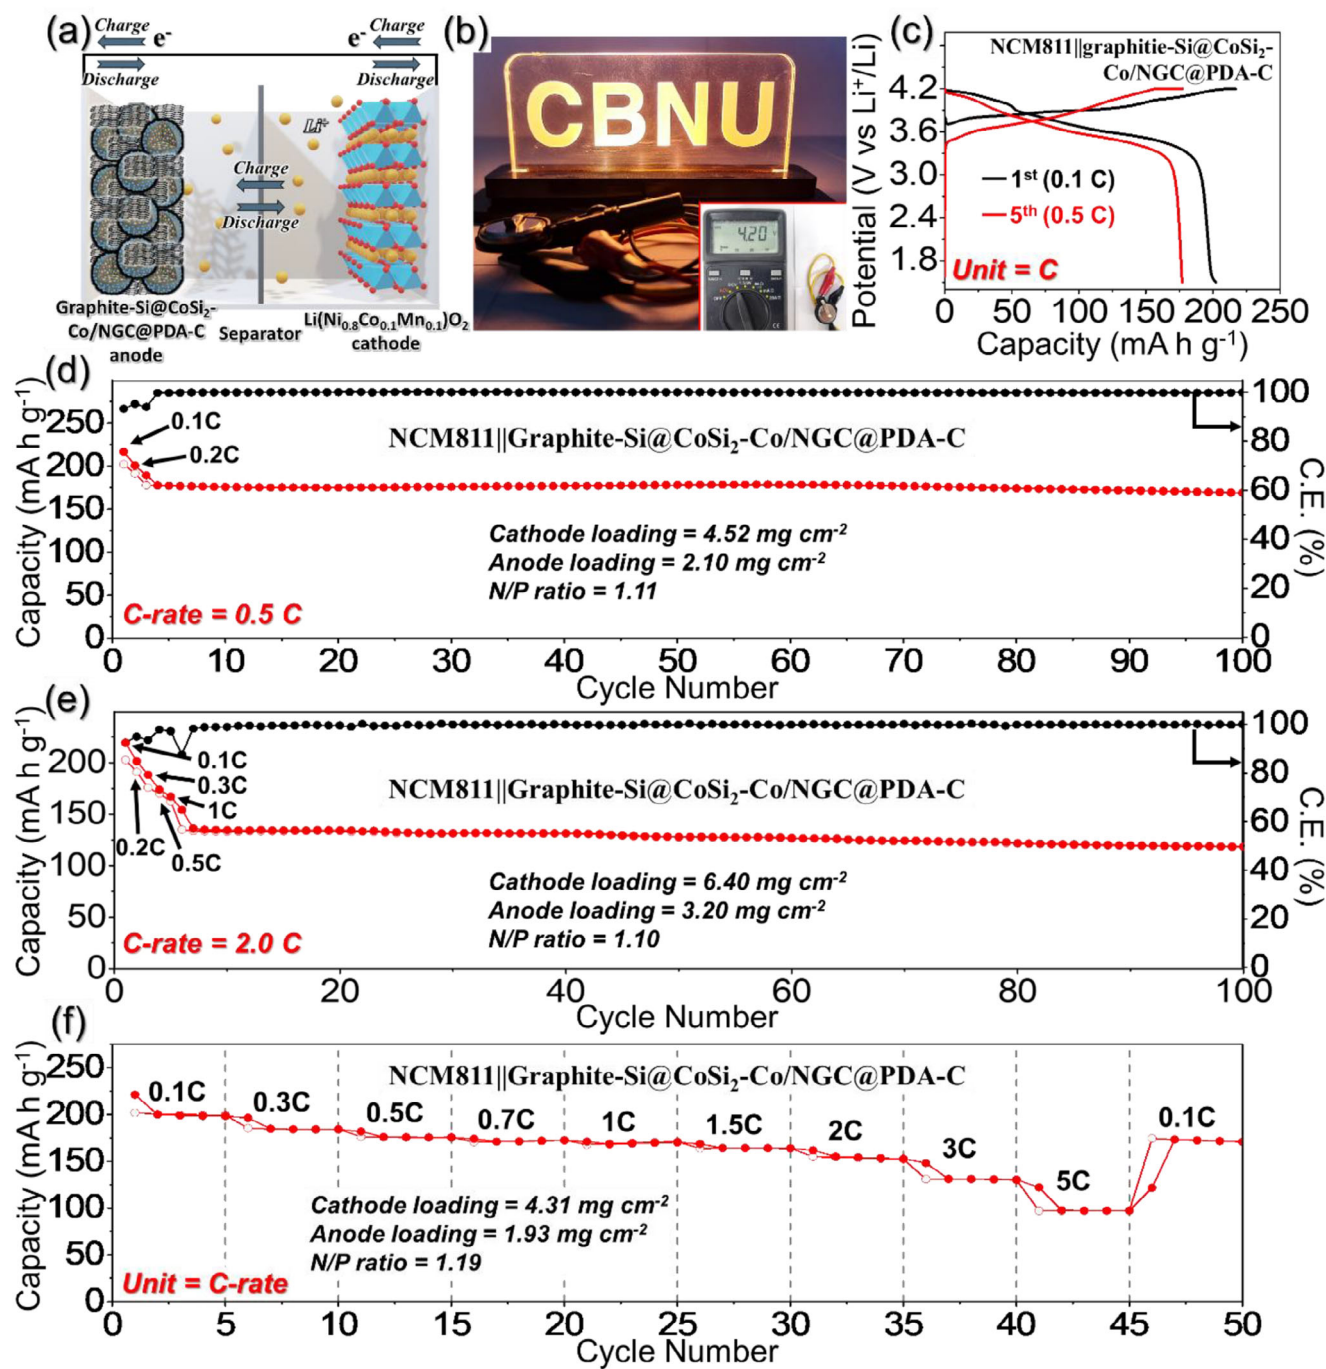 (a)
Charge
e-
Discharge
Charge
e-
Discharge
Li+
Charge
Discharge
Graphite-Si@CoSi2-
Co/NGC@PDA-C
anode
Separator
Li(Ni0.8Co0.1Mn0.1)O2
cathode
(b)
CBNU
4.20
(c)
NCM811||graphitie-Si@CoSi2-
Co/NGC@PDA-C
Potential (V vs Li+/Li)
4.2
3.6
3.0
2.4
1.8
1st (0.1 C)
5th (0.5 C)
Unit = C
0 50 100 150 200 250
Capacity (mA h g-1)
(d)
Capacity (mA h g-1)
250
200
175
150
100
50
0
0.1C
0.2C
NCM811||Graphite-Si@CoSi2-Co/NGC@PDA-C
Cathode loading = 4.52 mg cm-2
Anode loading = 2.10 mg cm-2
N/P ratio = 1.11
C-rate = 0.5 C
100
80
60
40
20
0
C.E. (%)
0 10 20 30 40 50 60 70 80 90 100
Cycle Number
(e)
Capacity (mA h g-1)
200
150
100
50
0
0.1C
0.3C
1C
0.2C
0.5C
NCM811||Graphite-Si@CoSi2-Co/NGC@PDA-C
Cathode loading = 6.40 mg cm-2
Anode loading = 3.20 mg cm-2
N/P ratio = 1.10
C-rate = 2.0 C
100
80
60
40
20
0
C.E. (%)
0 20 40 60 80 100
Cycle Number
(f)
Capacity (mA h g-1)
250
200
150
100
50
0
NCM811||Graphite-Si@CoSi2-Co/NGC@PDA-C
0.1C
0.3C
0.5C
0.7C
1C
1.5C
2C
3C
5C
0.1C
Cathode loading = 4.31 mg cm-2
Anode loading = 1.93 mg cm-2
N/P ratio = 1.19
Unit = C-rate
0 5 10 15 20 25 30 35 40 45 50
Cycle Number